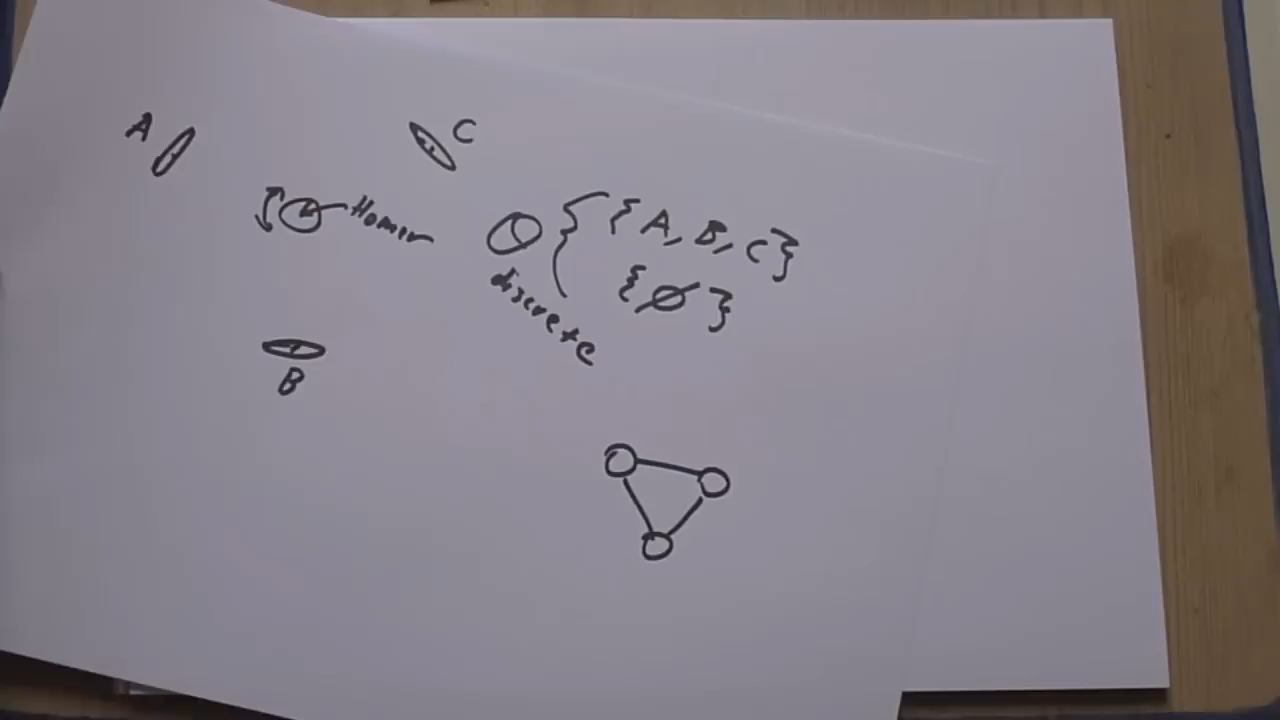 A
C
Homer
{ {A, B, C}
{∅}
discrete
B